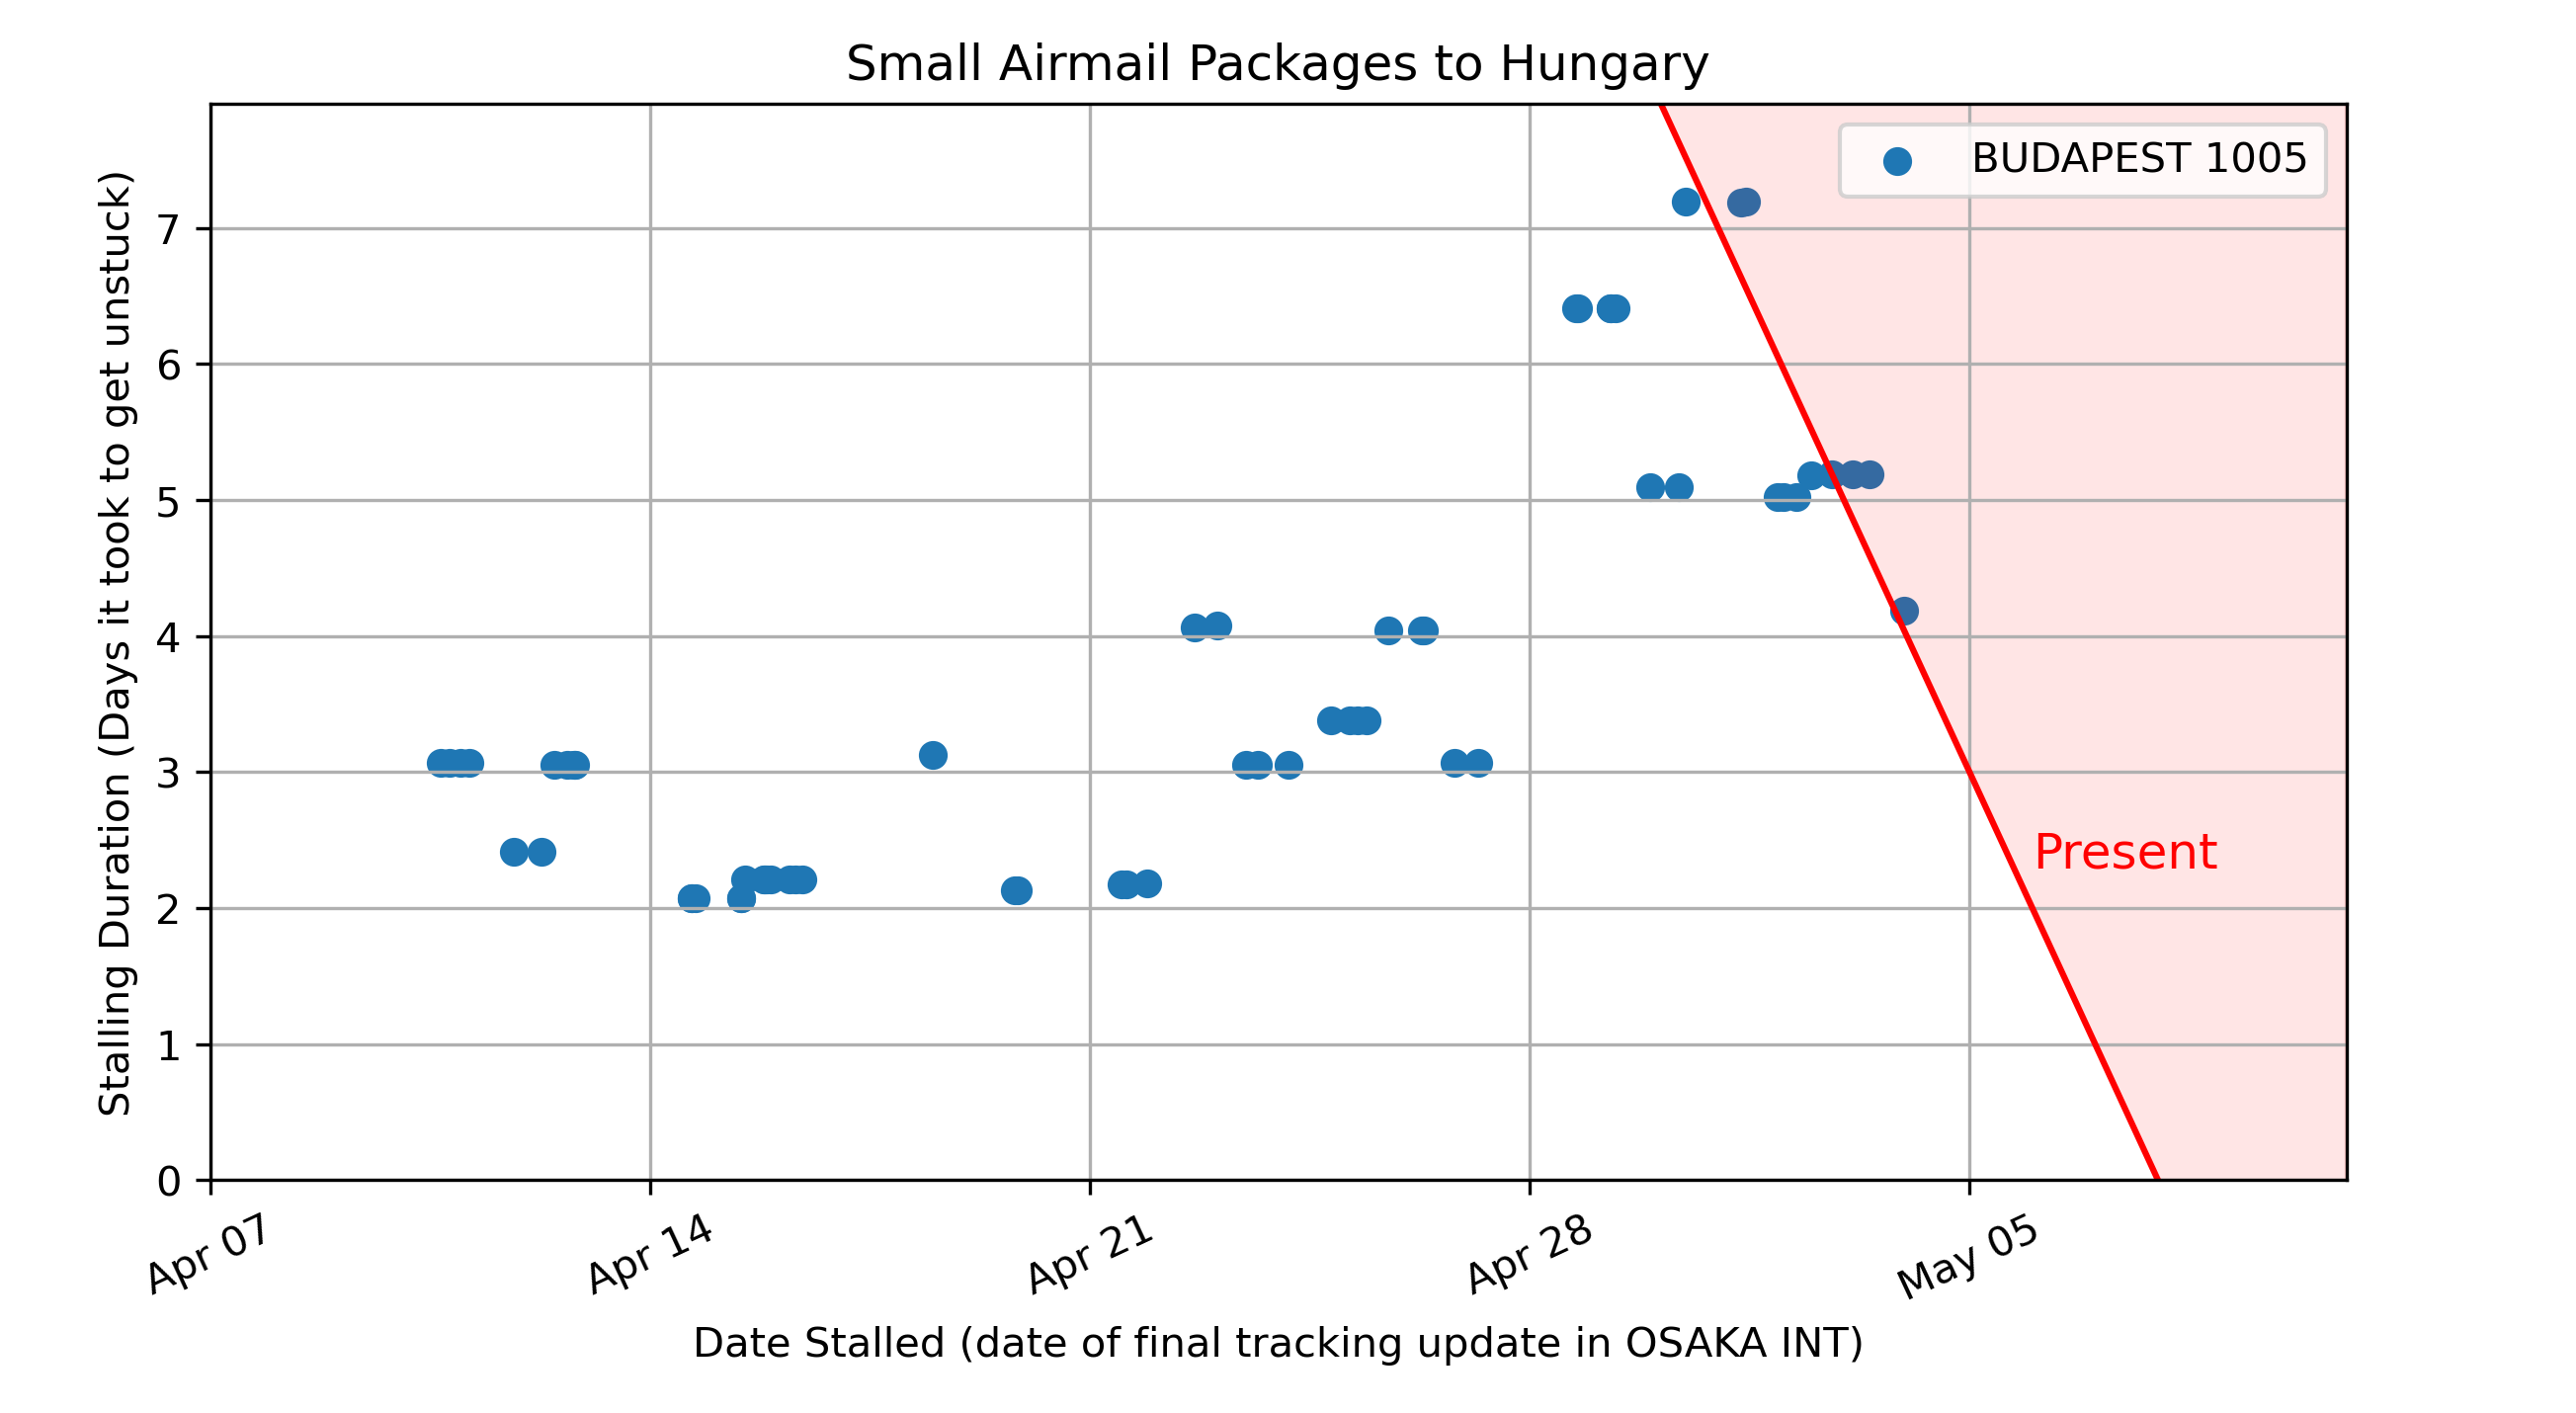 Small Airmail Packages to Hungary
BUDAPEST 1005
Stalling Duration (Days it took to get unstuck)
7
6
5
4
3
2
1
0
Present
Apr 07
Apr 14
Apr 21
Apr 28
May 05
Date Stalled (date of final tracking update in OSAKA INT)